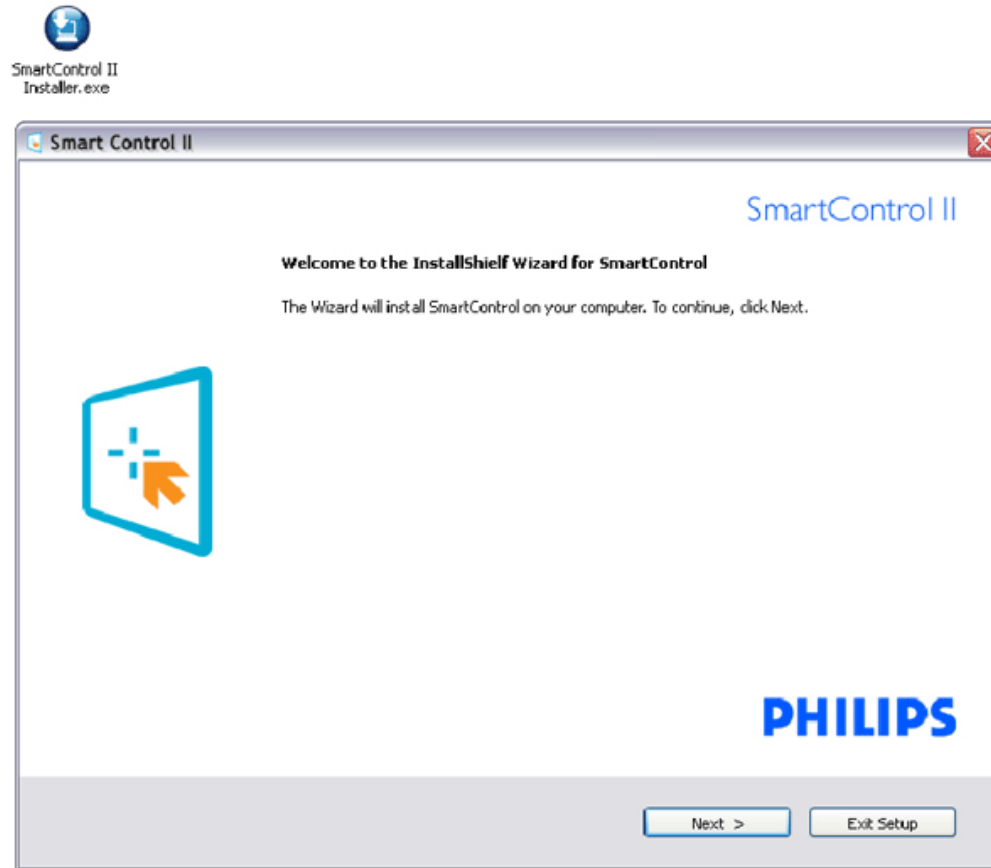 SmartControl II
Installer.exe
Smart Control II
SmartControl II
Welcome to the InstallShielf Wizard for SmartControl
The Wizard will install SmartControl on your computer. To continue, click Next.
PHILIPS
Next >
Exit Setup